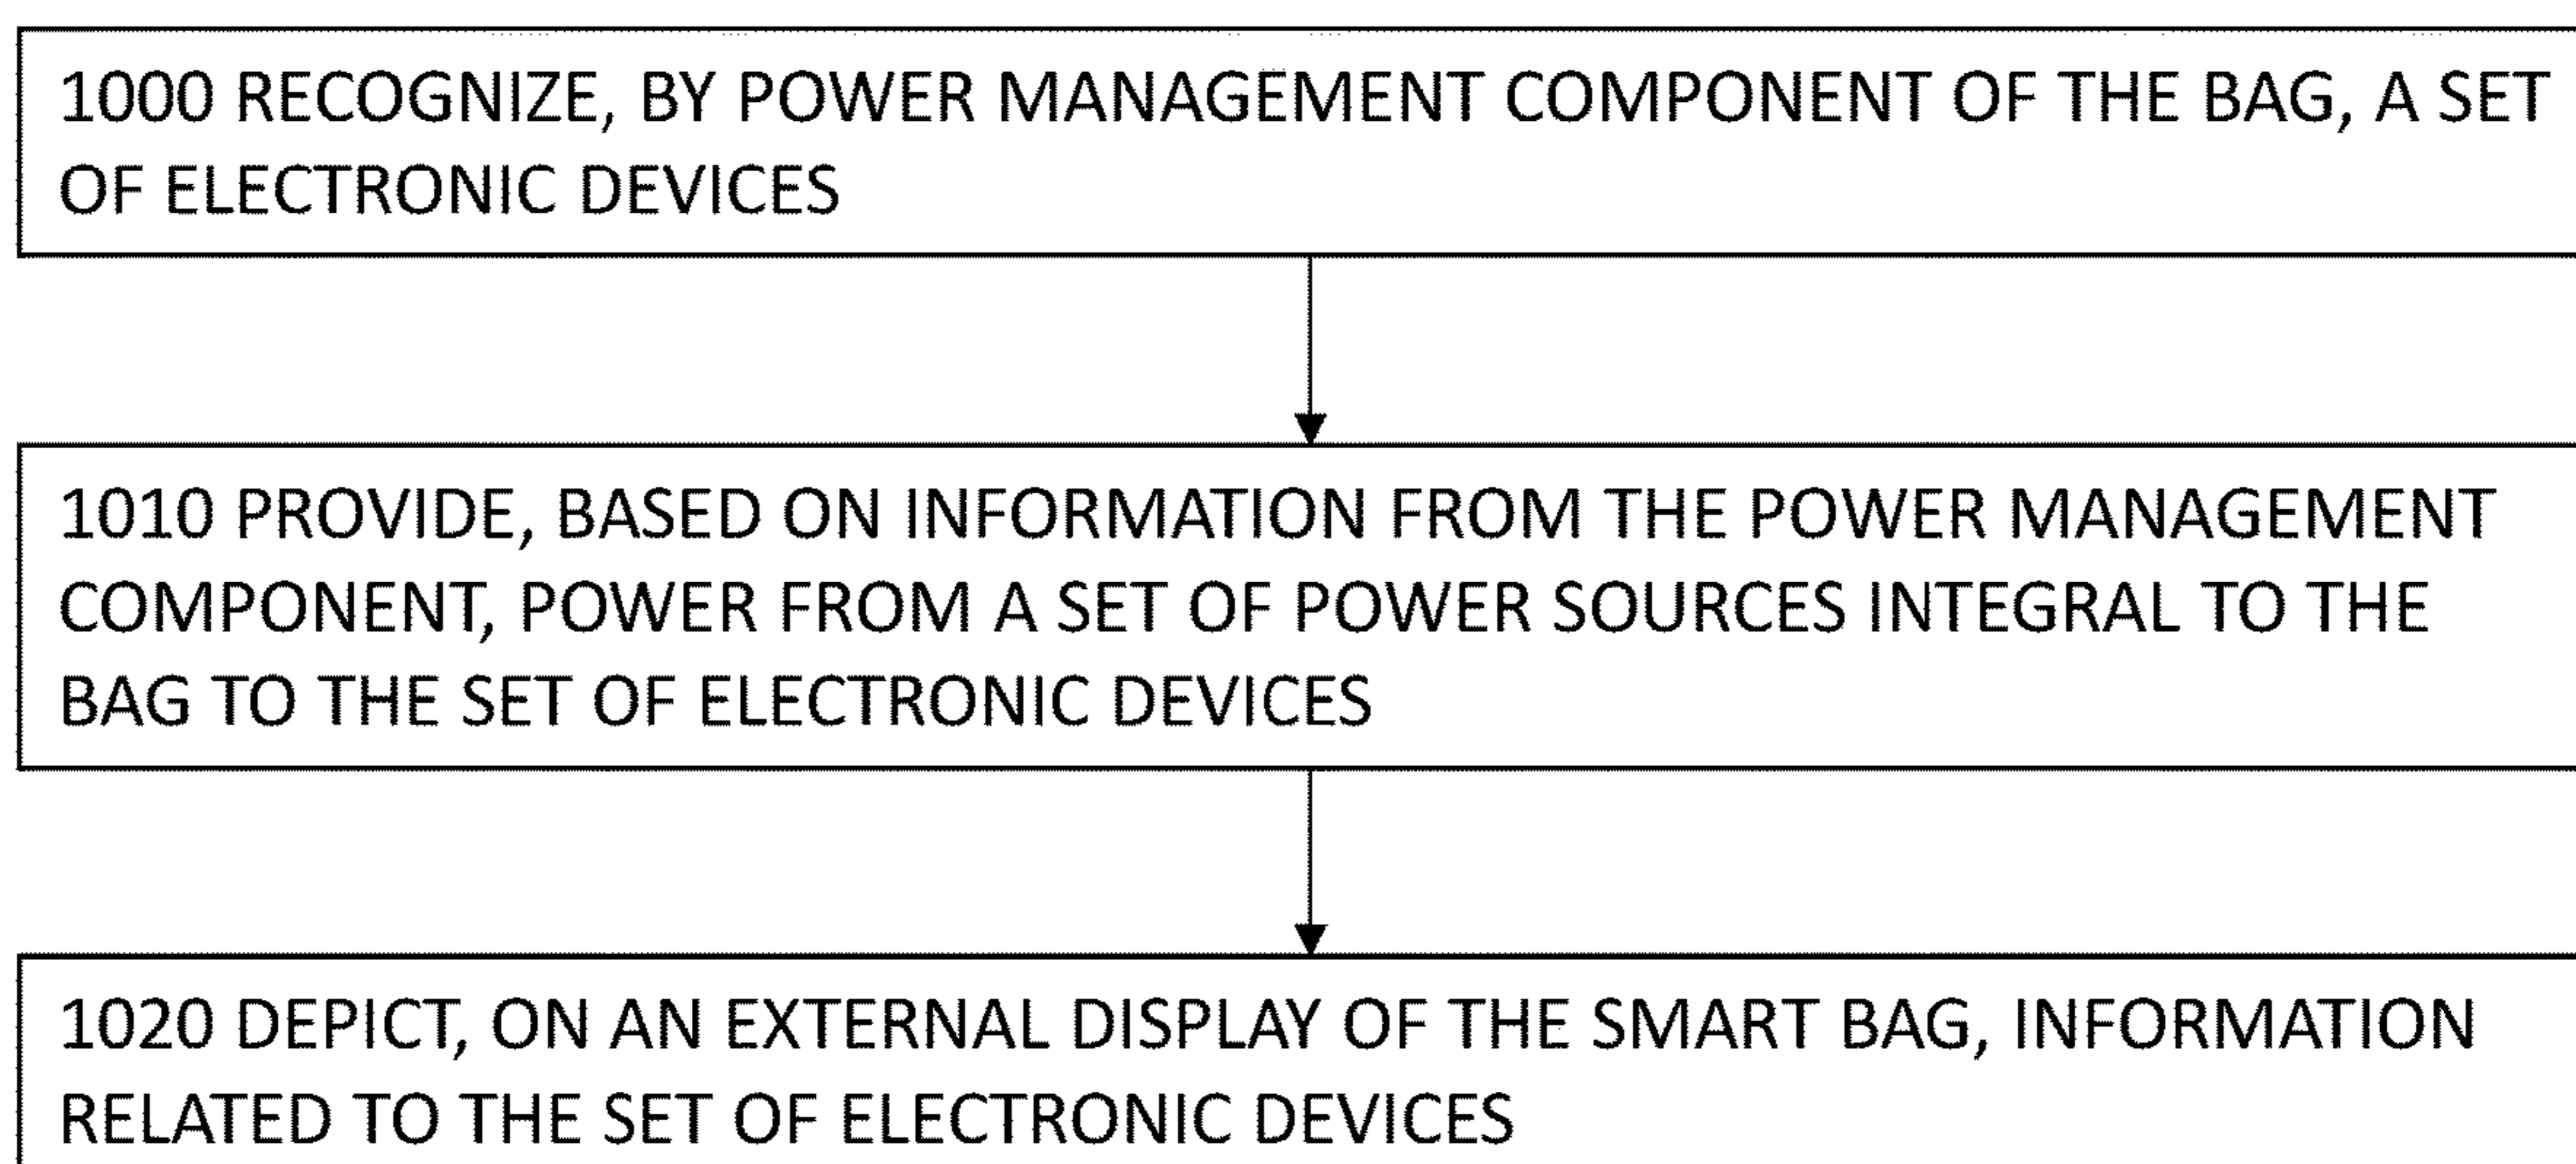 1000 RECOGNIZE, BY POWER MANAGEMENT COMPONENT OF THE BAG, A SET
OF ELECTRONIC DEVICES
1010 PROVIDE, BASED ON INFORMATION FROM THE POWER MANAGEMENT
COMPONENT, POWER FROM A SET OF POWER SOURCES INTEGRAL TO THE
BAG TO THE SET OF ELECTRONIC DEVICES
1020 DEPICT, ON AN EXTERNAL DISPLAY OF THE SMART BAG, INFORMATION
RELATED TO THE SET OF ELECTRONIC DEVICES